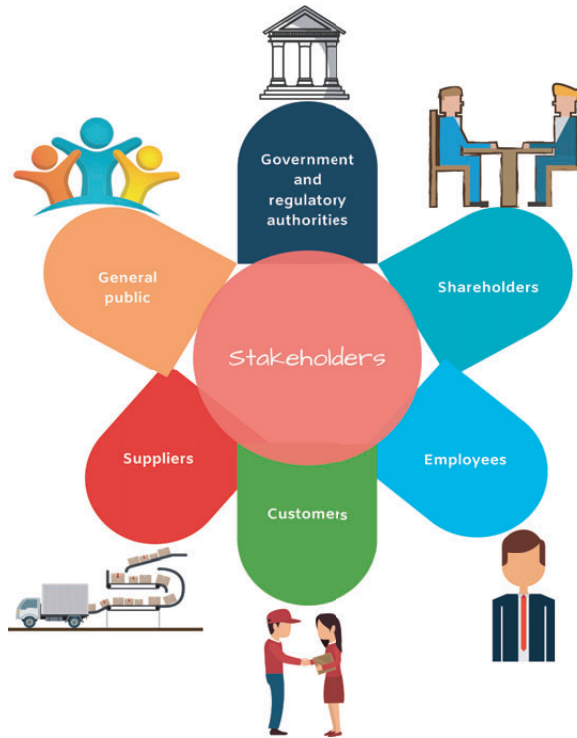 Government
and
regulatory
authorities
General
public
Shareholders
Stakeholders
Suppliers
Employees
Customers